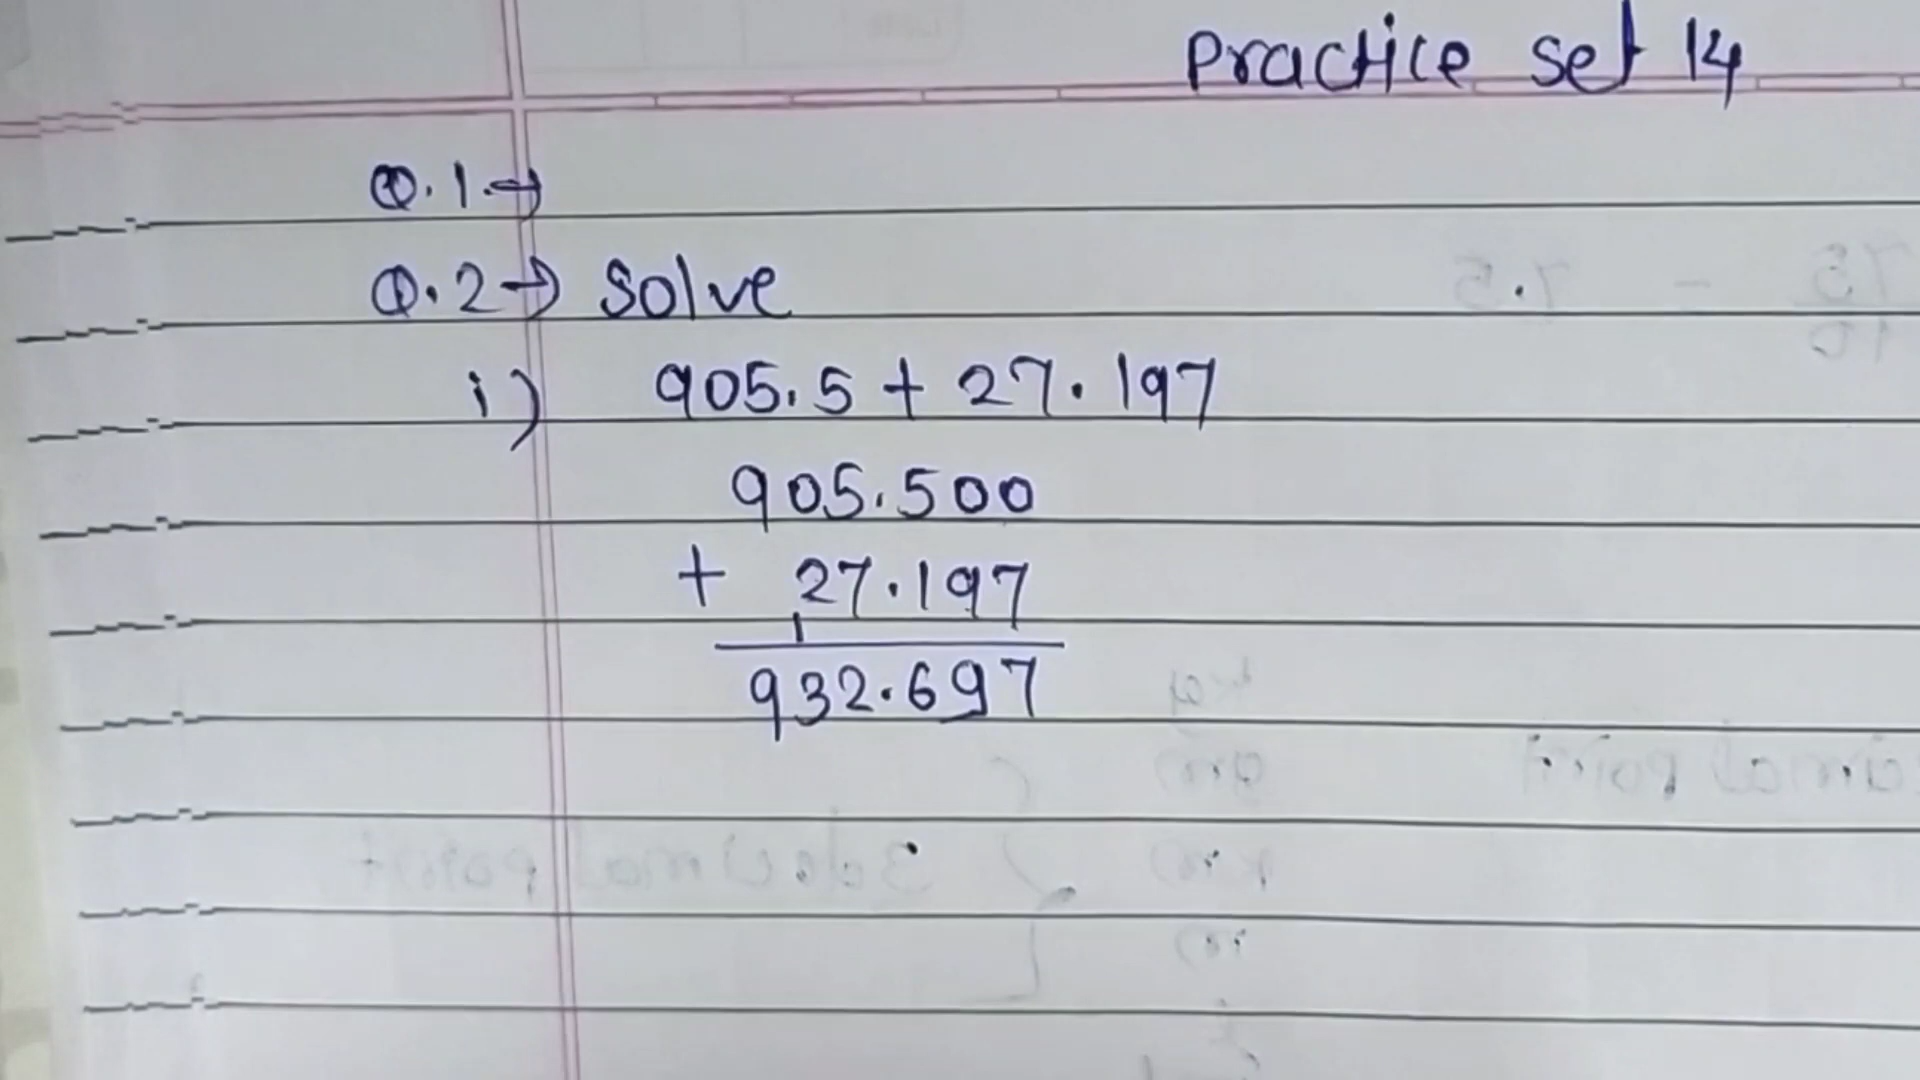 Practice set 14
Q.1.→
Q.2→ Solve
i) 905.5 + 27.197
905.500
+ 27.197
1
932.697